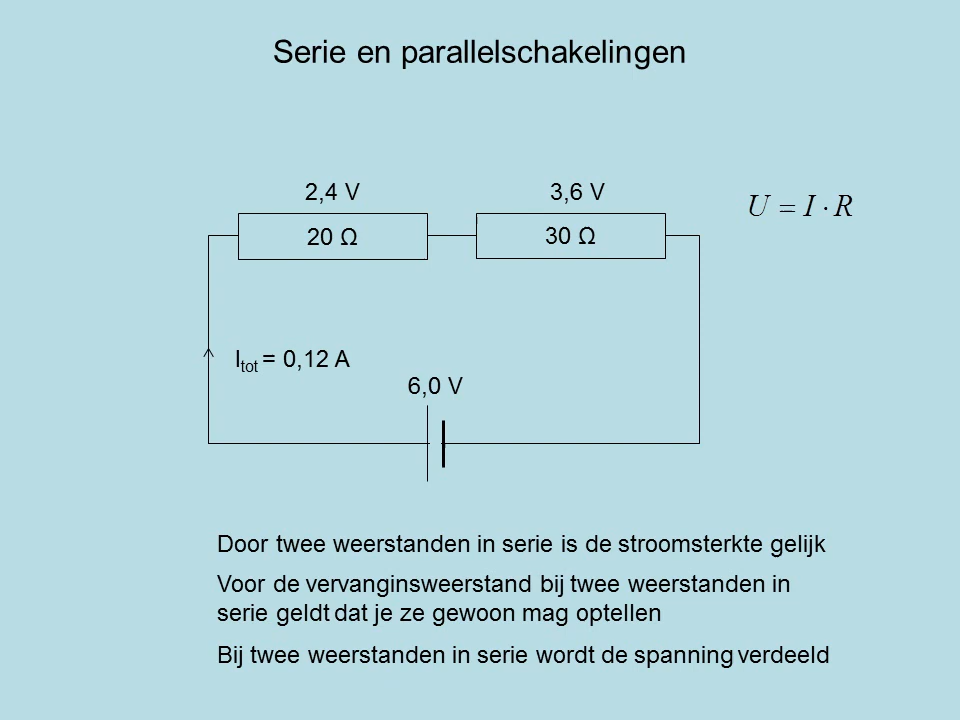 Serie en parallelschakelingen
2,4 V 3,6 V
U = I · R
20 Ω 30 Ω
Itot = 0,12 A
6,0 V
Door twee weerstanden in serie is de stroomsterkte gelijk
Voor de vervanginsweerstand bij twee weerstanden in
serie geldt dat je ze gewoon mag optellen
Bij twee weerstanden in serie wordt de spanning verdeeld